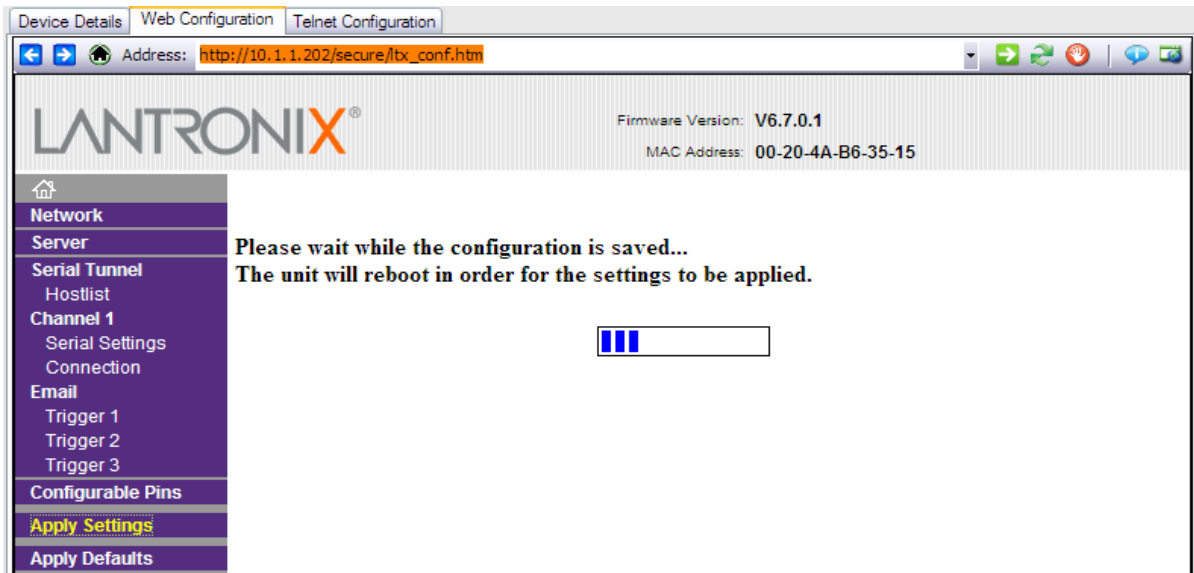 Device Details Web Configuration Telnet Configuration
Address: http://10.1.1.202/secure/ltx_conf.htm
LANTRONIX®
Firmware Version: V6.7.0.1
MAC Address: 00-20-4A-B6-35-15
Network
Server
Serial Tunnel
Hostlist
Channel 1
Serial Settings
Connection
Email
Trigger 1
Trigger 2
Trigger 3
Configurable Pins
Apply Settings
Apply Defaults
Please wait while the configuration is saved...
The unit will reboot in order for the settings to be applied.